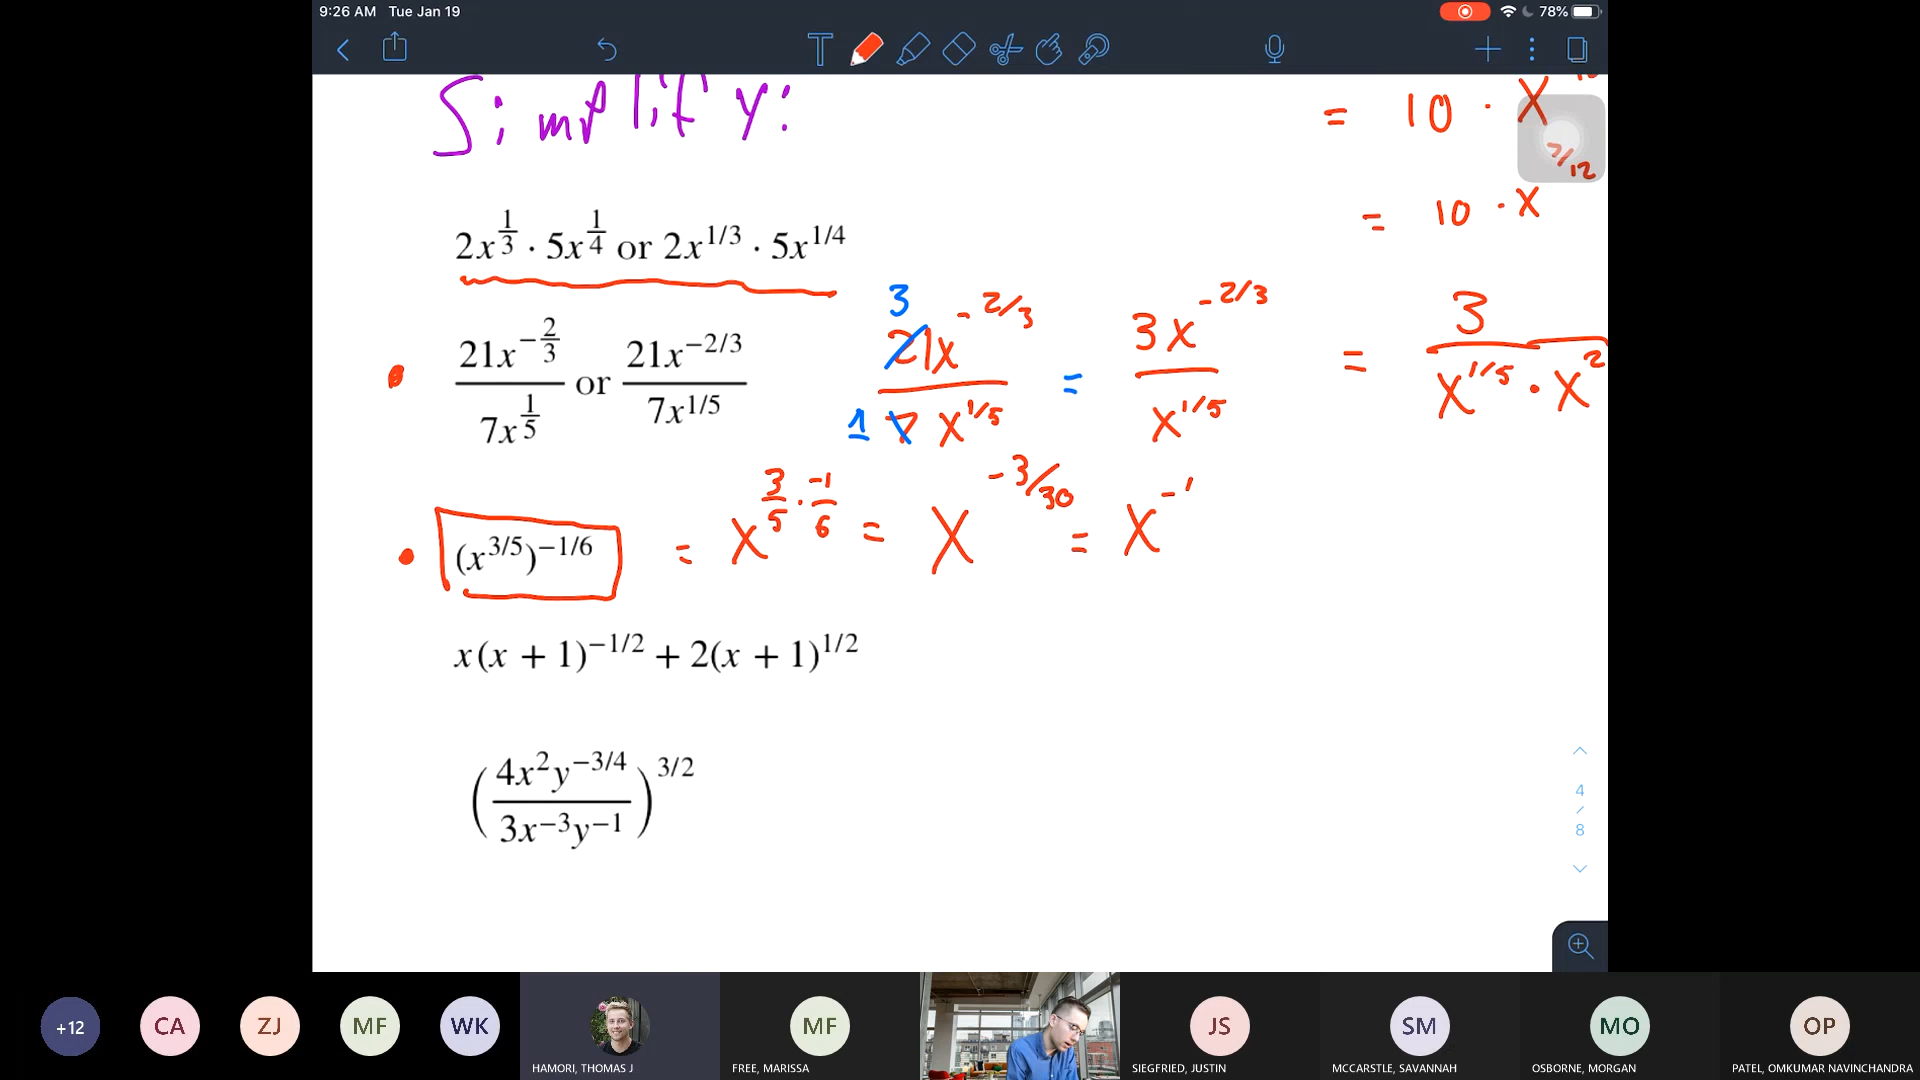 9:26 AM Tue Jan 19
78%
Simplify:
= 10 · x
= 10 · x^7/12
2x^{1/3} · 5x^{1/4} or 2x^{1/3} · 5x^{1/4}
21x^{-2/3} / 7x^{1/5} or 21x^{-2/3} / 7x^{1/5}
3 21x^{-2/3} / 1 7 x^{1/5} = 3x^{-2/3} / x^{1/5} = 3 / x^{1/5} · x^2
(x^{3/5})^{-1/6} = x^{3/5 · -1/6} = x^{-3/30} = x^{-1}
x(x + 1)^{-1/2} + 2(x + 1)^{1/2}
(4x^2y^{-3/4} / 3x^{-3}y^{-1})^{3/2}
4
/
8
+12
CA
ZJ
MF
WK
HAMORI, THOMAS J
MF
FREE, MARISSA
JS
SIEGFRIED, JUSTIN
SM
MCCARSTLE, SAVANNAH
MO
OSBORNE, MORGAN
OP
PATEL, OMKUMAR NAVINCHANDRA